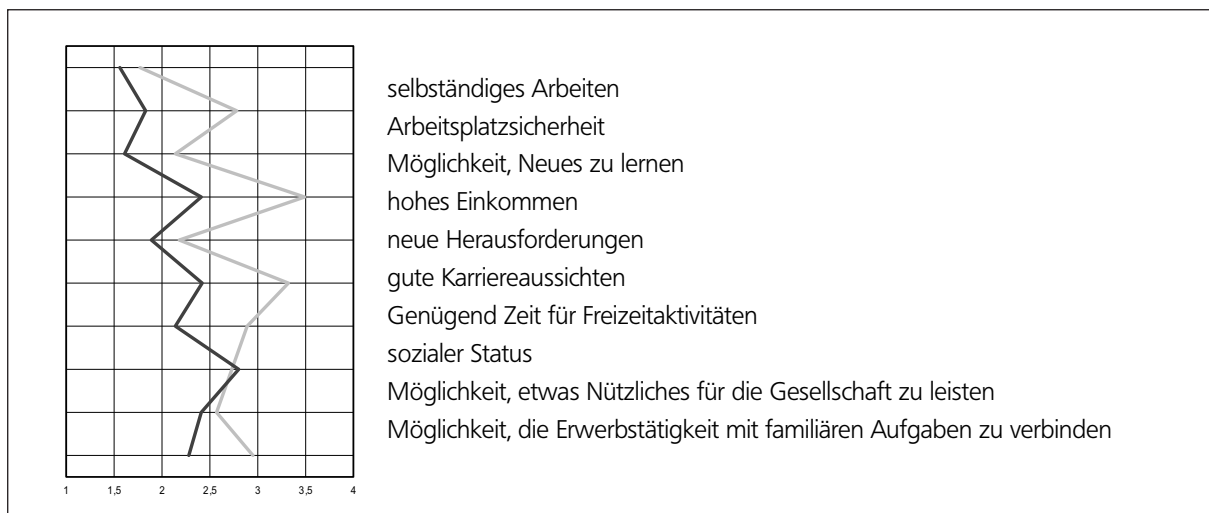 selbständiges Arbeiten
Arbeitsplatzsicherheit
Möglichkeit, Neues zu lernen
hohes Einkommen
neue Herausforderungen
gute Karriereaussichten
Genügend Zeit für Freizeitaktivitäten
sozialer Status
Möglichkeit, etwas Nützliches für die Gesellschaft zu leisten
Möglichkeit, die Erwerbstätigkeit mit familiären Aufgaben zu verbinden
1 1,5 2 2,5 3 3,5 4